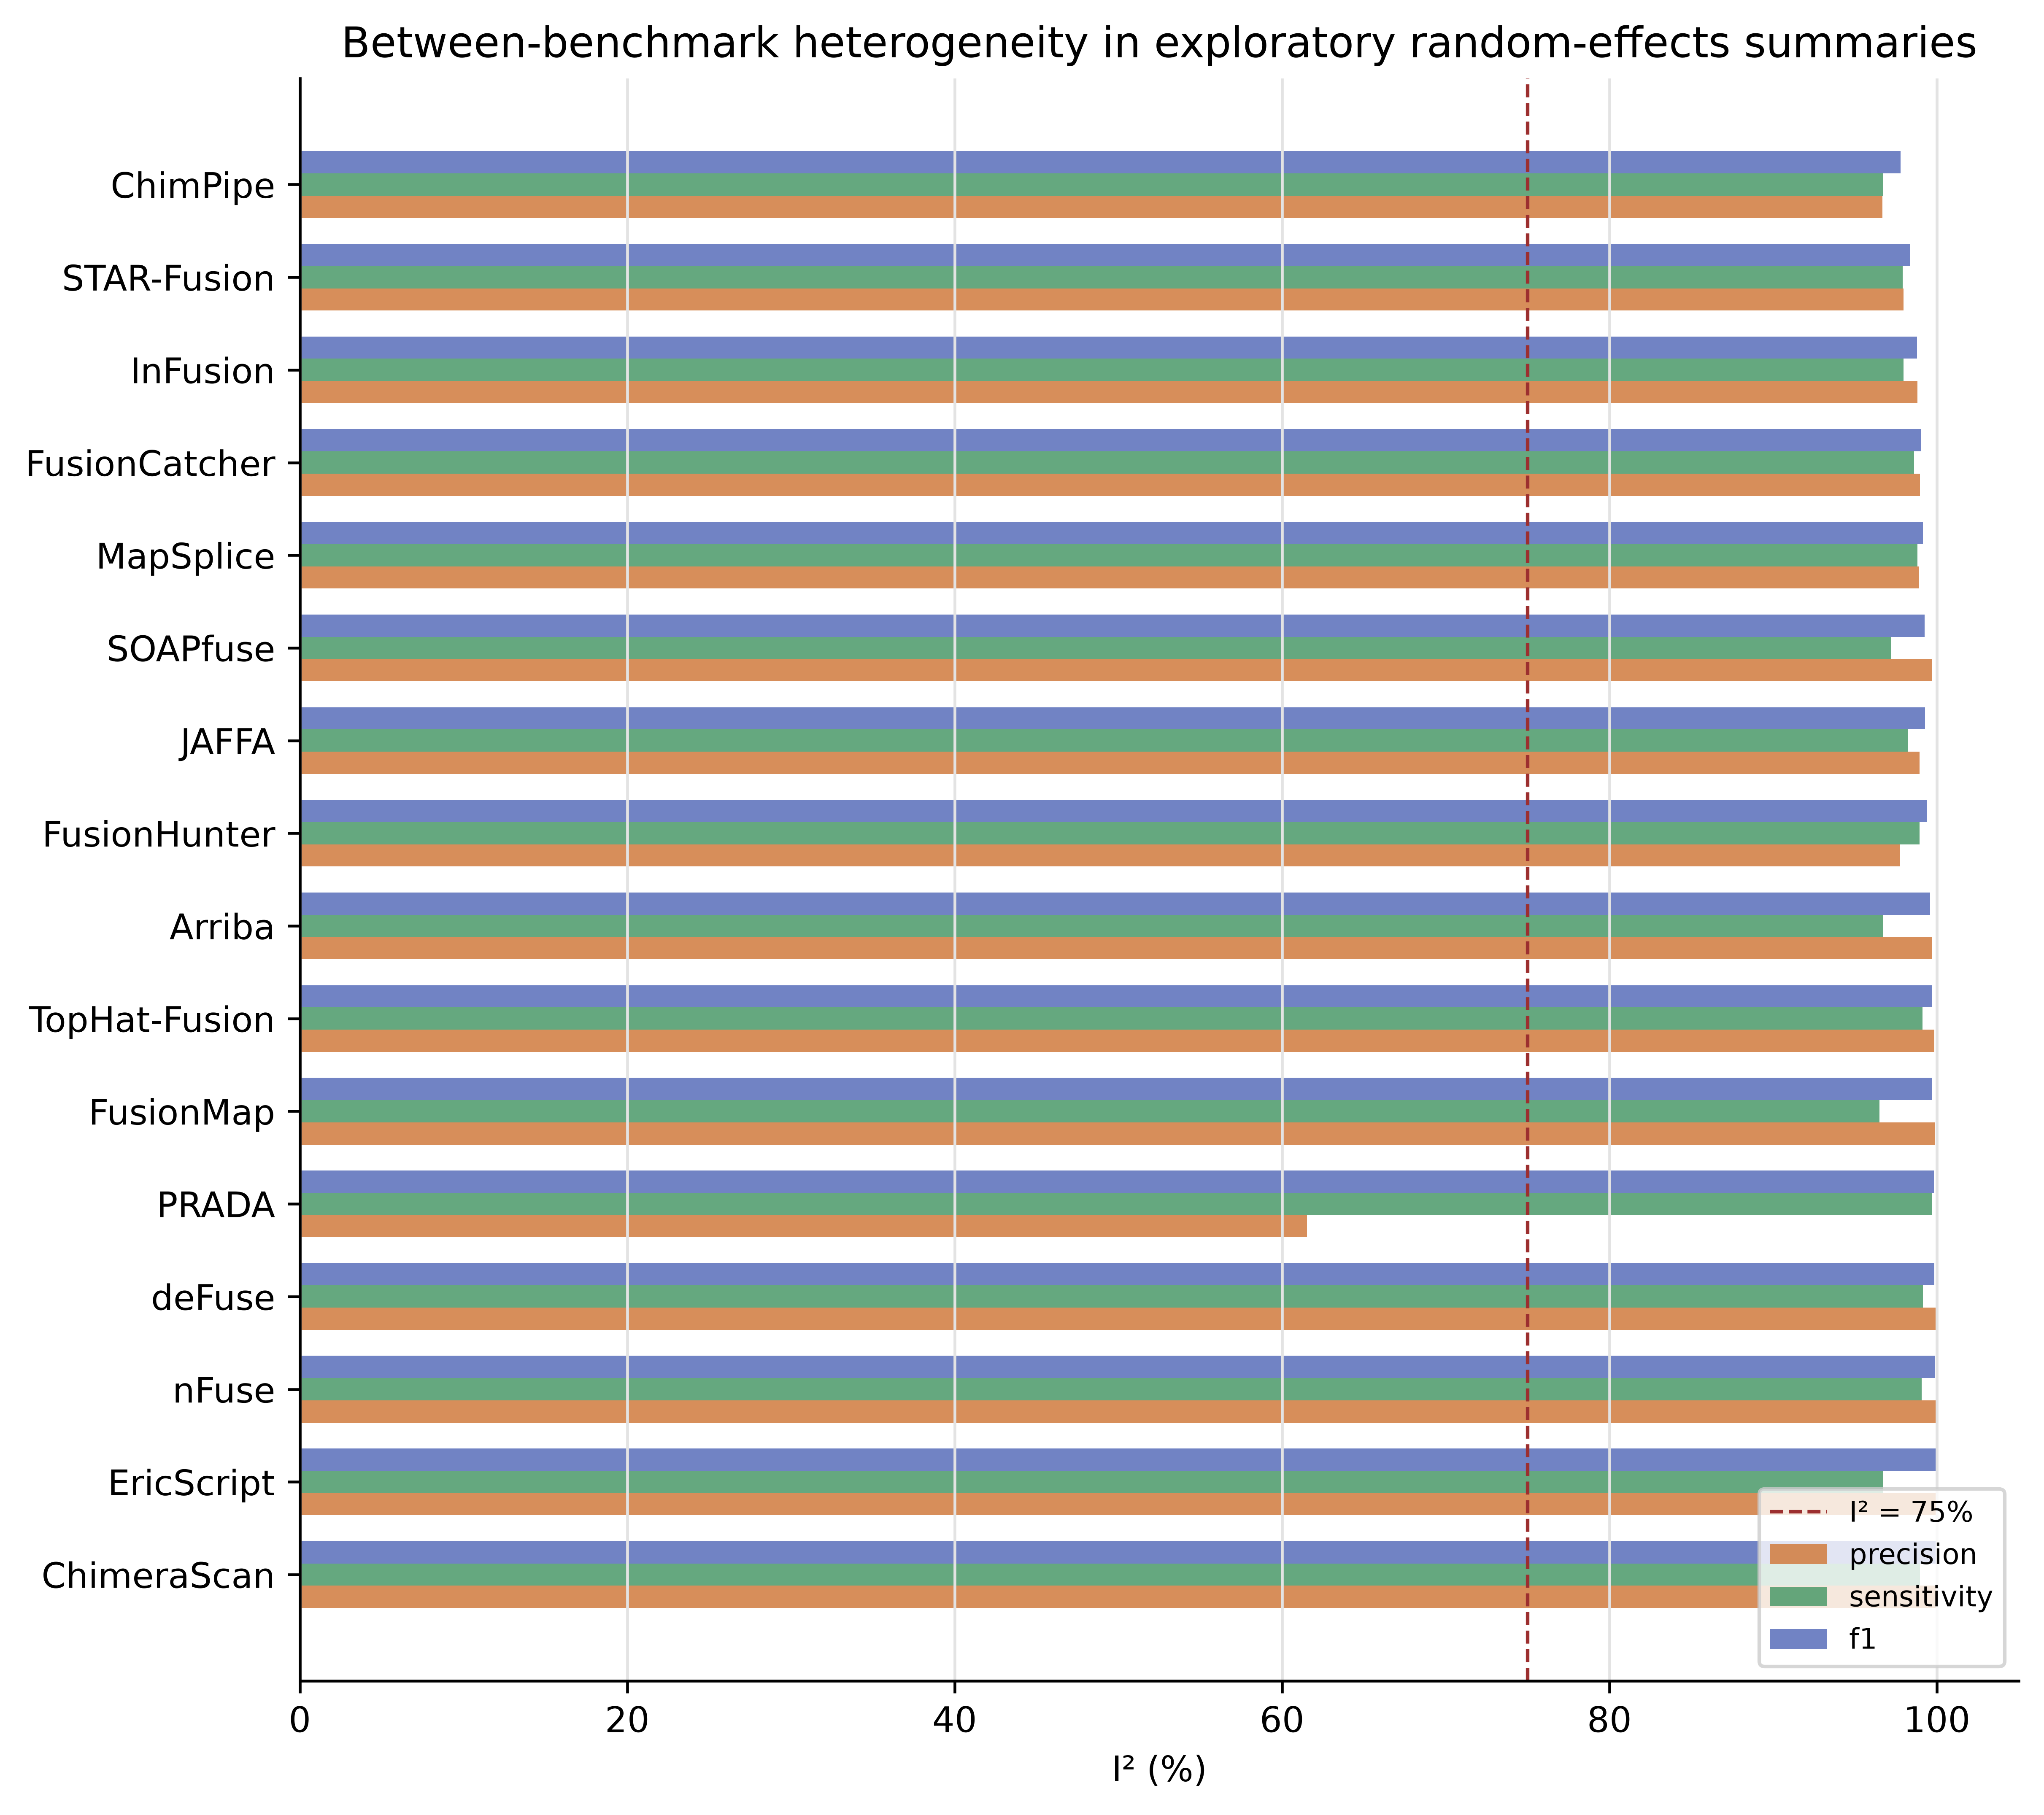 Between-benchmark heterogeneity in exploratory random-effects summaries
ChimPipe
STAR-Fusion
InFusion
FusionCatcher
MapSplice
SOAPfuse
JAFFA
FusionHunter
Arriba
TopHat-Fusion
FusionMap
PRADA
deFuse
nFuse
EricScript
ChimeraScan
I² = 75%
precision
sensitivity
f1
0 20 40 60 80 100
I² (%)